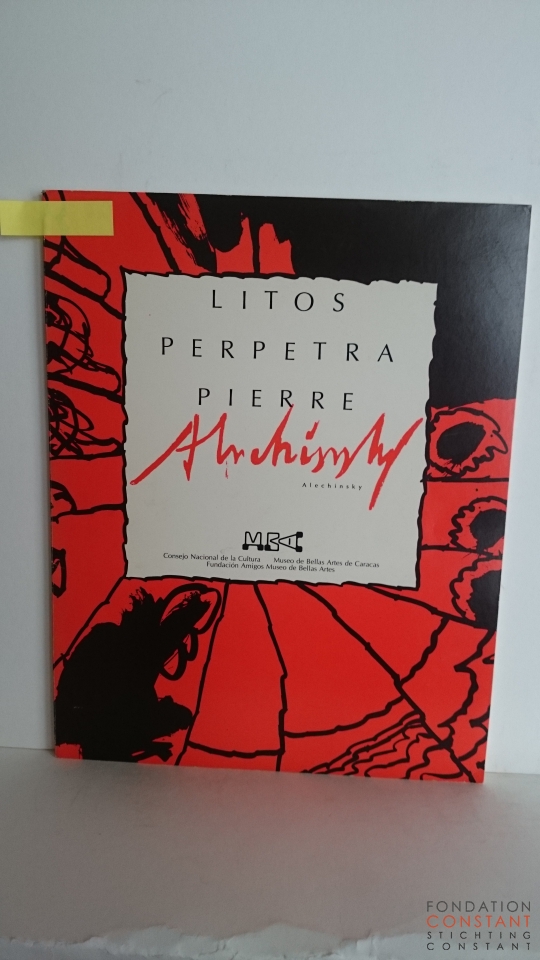 LITOS
PERPETRA
PIERRE
Alechinsky
Alechinsky
MBA
Consejo Nacional de la Cultura Museo de Bellas Artes de Caracas
Fundación Amigos Museo de Bellas Artes
FONDATION
CONSTANT
STICHTING
CONSTANT